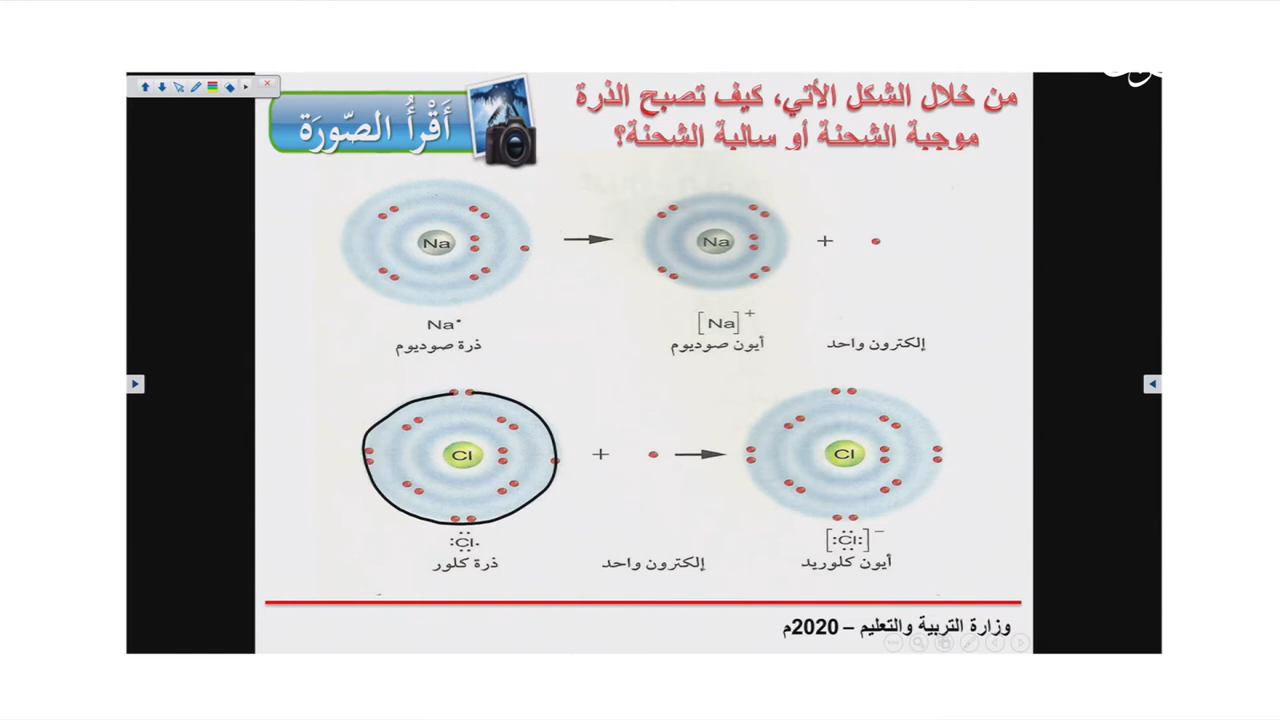 من خلال الشكل الأتي، كيف تصبح الذرة
موجبة الشحنة أو سالبة الشحنة؟
أَقْرأُ الصّورَة
Na
Na
+
Na•
[Na]+
ذرة صوديوم
أيون صوديوم
إلكترون واحد
Cl
+
Cl
:C̤̈l·
[:C̤̈l:]−
ذرة كلور
إلكترون واحد
أيون كلوريد
وزارة التربية والتعليم – 2020م